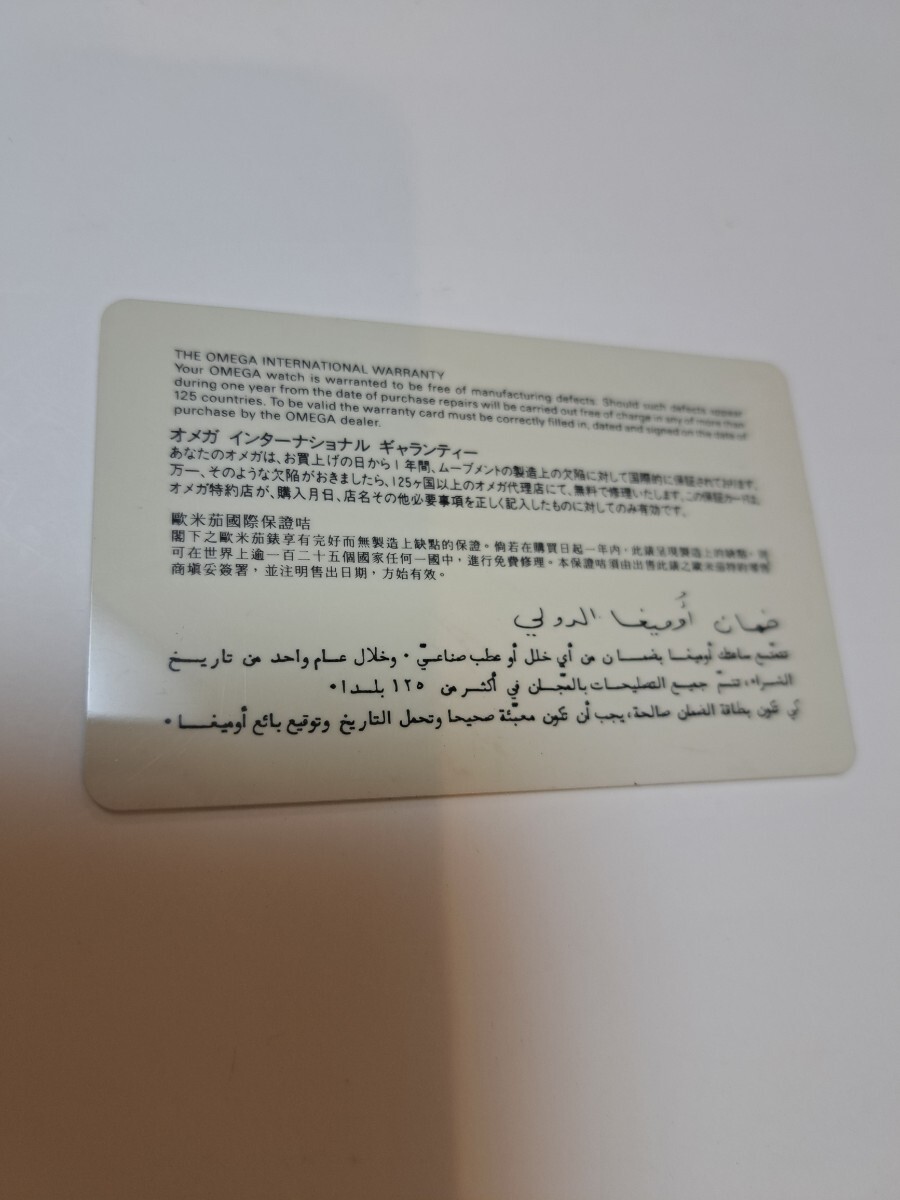 THE OMEGA INTERNATIONAL WARRANTY
Your OMEGA watch is warranted to be free of manufacturing defects. Should such defects appear
during one year from the date of purchase repairs will be carried out free of charge in any of more than
125 countries. To be valid the warranty card must be correctly filled in, dated and signed on the date of
purchase by the OMEGA dealer.
オメガ インターナショナル ギャランティー
あなたのオメガは、お買上げの日から1年間、ムーブメントの製造上の欠陥に対して国際的に保証されております。
万一、そのような欠陥がおきましたら、125ヶ国以上のオメガ代理店にて、無料で修理いたします。この保証カードは、
オメガ特約店が、購入月日、店名その他必要事項を正しく記入したものに対してのみ有効です。
歐米茄國際保證咭
閣下之歐米茄錶享有完好而無製造上缺點的保證。倘若在購買日起一年内，此錶呈現製造上的缺點，
可在世界上逾一百二十五個國家任何一國中，進行免費修理。本保證咭須由出售此錶之歐米茄特約零售
商填妥簽署，並注明售出日期，方始有效。
ضمان أوميغا الدولي
تتمتع ساعتك أوميغا بضمان من أي خلل أو عطب صناعيّ. وخلال عام واحد من تاريخ
الشراء، تتمّ جميع التصليحات بالمجّان في أكثر من ١٢٥ بلدا.
كي تكون بطاقة الضمان صالحة، يجب أن تكون معبّئة صحيحا وتحمل التاريخ وتوقيع بائع أوميغا.